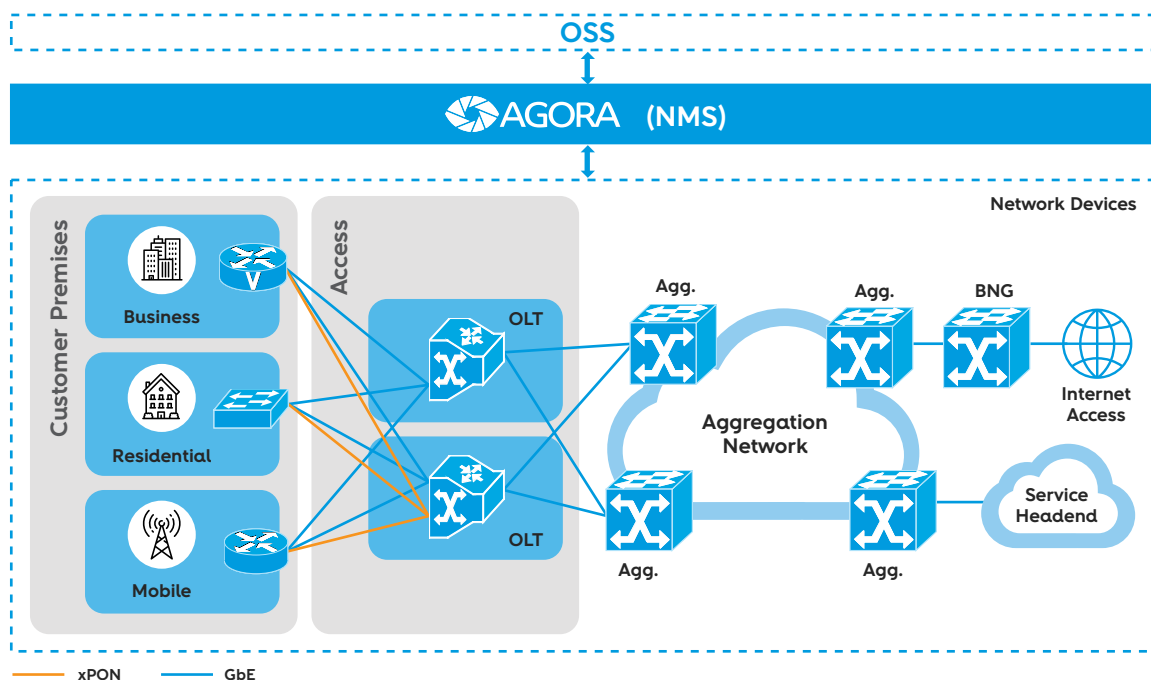 OSS
AGORA (NMS)
Network Devices
Customer Premises
Business
Residential
Mobile
Access
OLT
OLT
Agg.
Agg.
BNG
Internet
Access
Aggregation
Network
Service
Headend
Agg.
Agg.
xPON
GbE